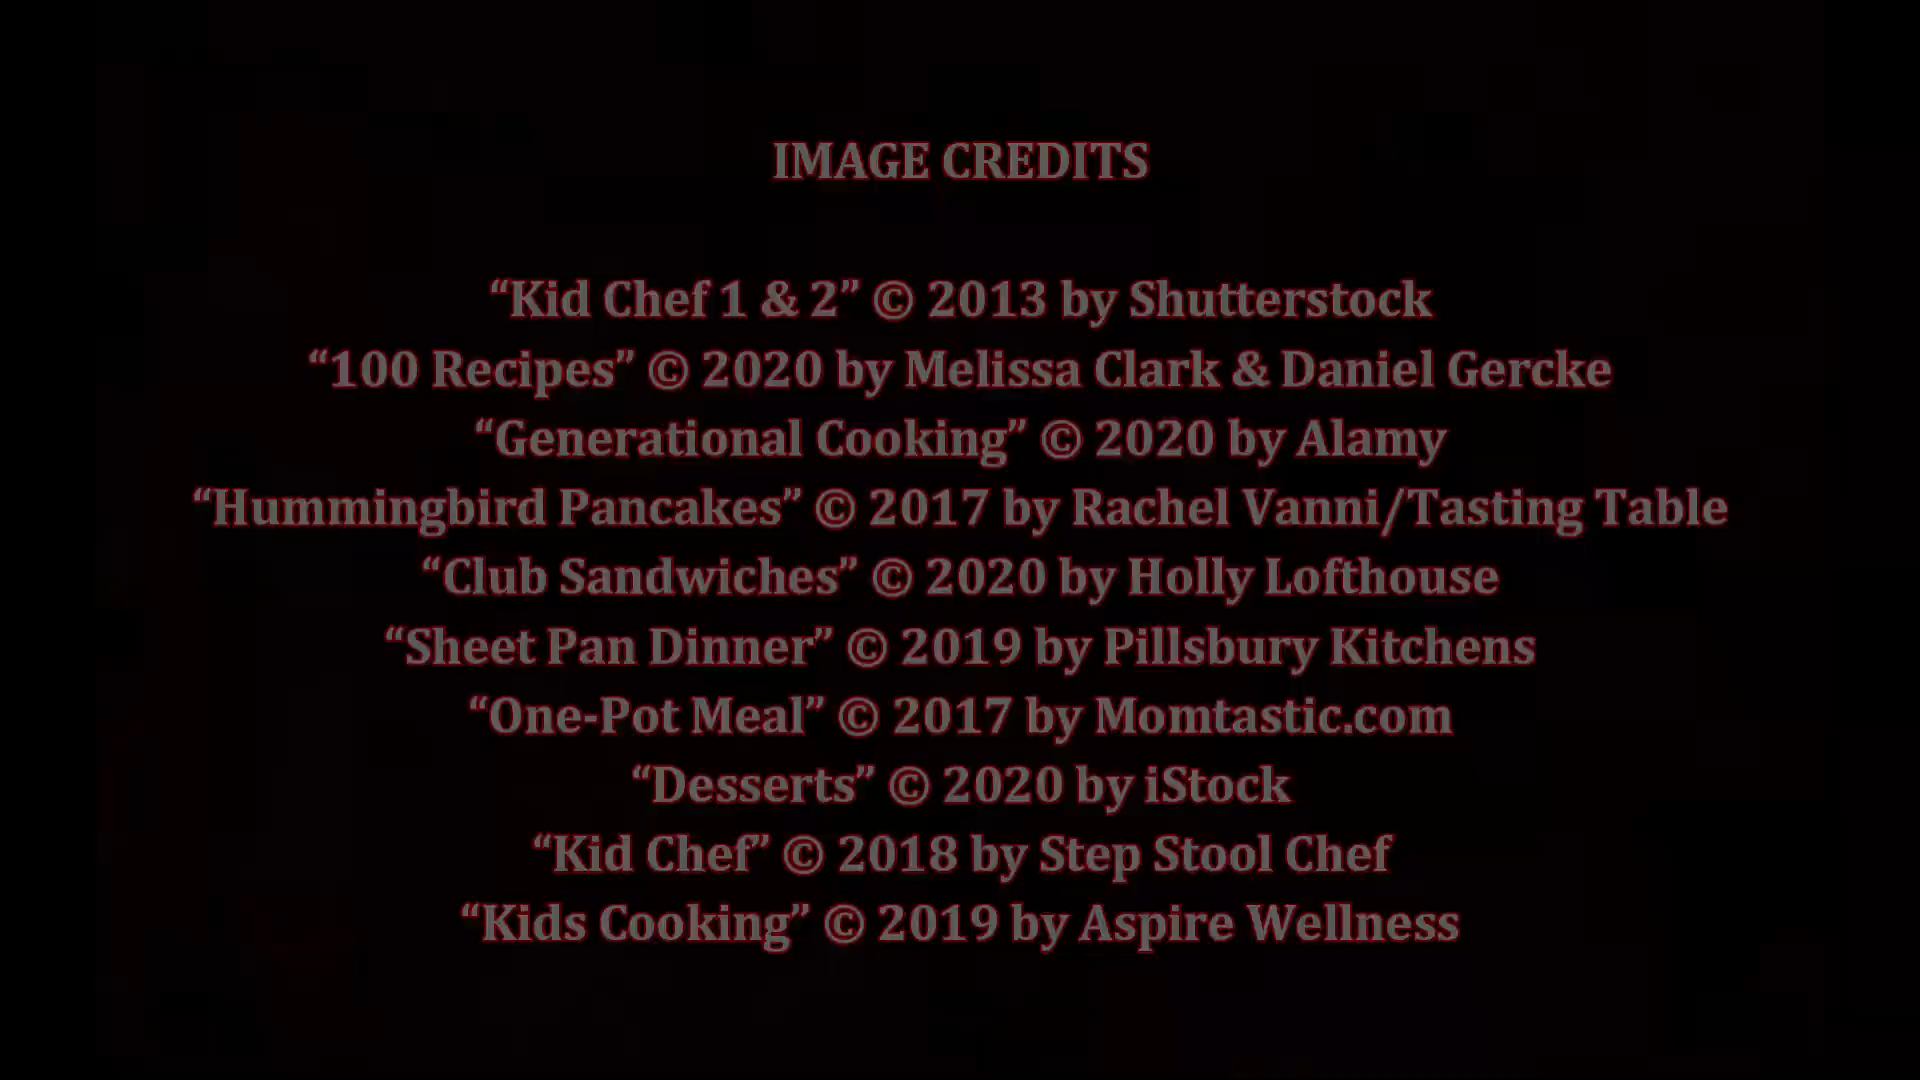 IMAGE CREDITS
“Kid Chef 1 & 2” © 2013 by Shutterstock
“100 Recipes” © 2020 by Melissa Clark & Daniel Gercke
“Generational Cooking” © 2020 by Alamy
“Hummingbird Pancakes” © 2017 by Rachel Vanni/Tasting Table
“Club Sandwiches” © 2020 by Holly Lofthouse
“Sheet Pan Dinner” © 2019 by Pillsbury Kitchens
“One-Pot Meal” © 2017 by Momtastic.com
“Desserts” © 2020 by iStock
“Kid Chef” © 2018 by Step Stool Chef
“Kids Cooking” © 2019 by Aspire Wellness